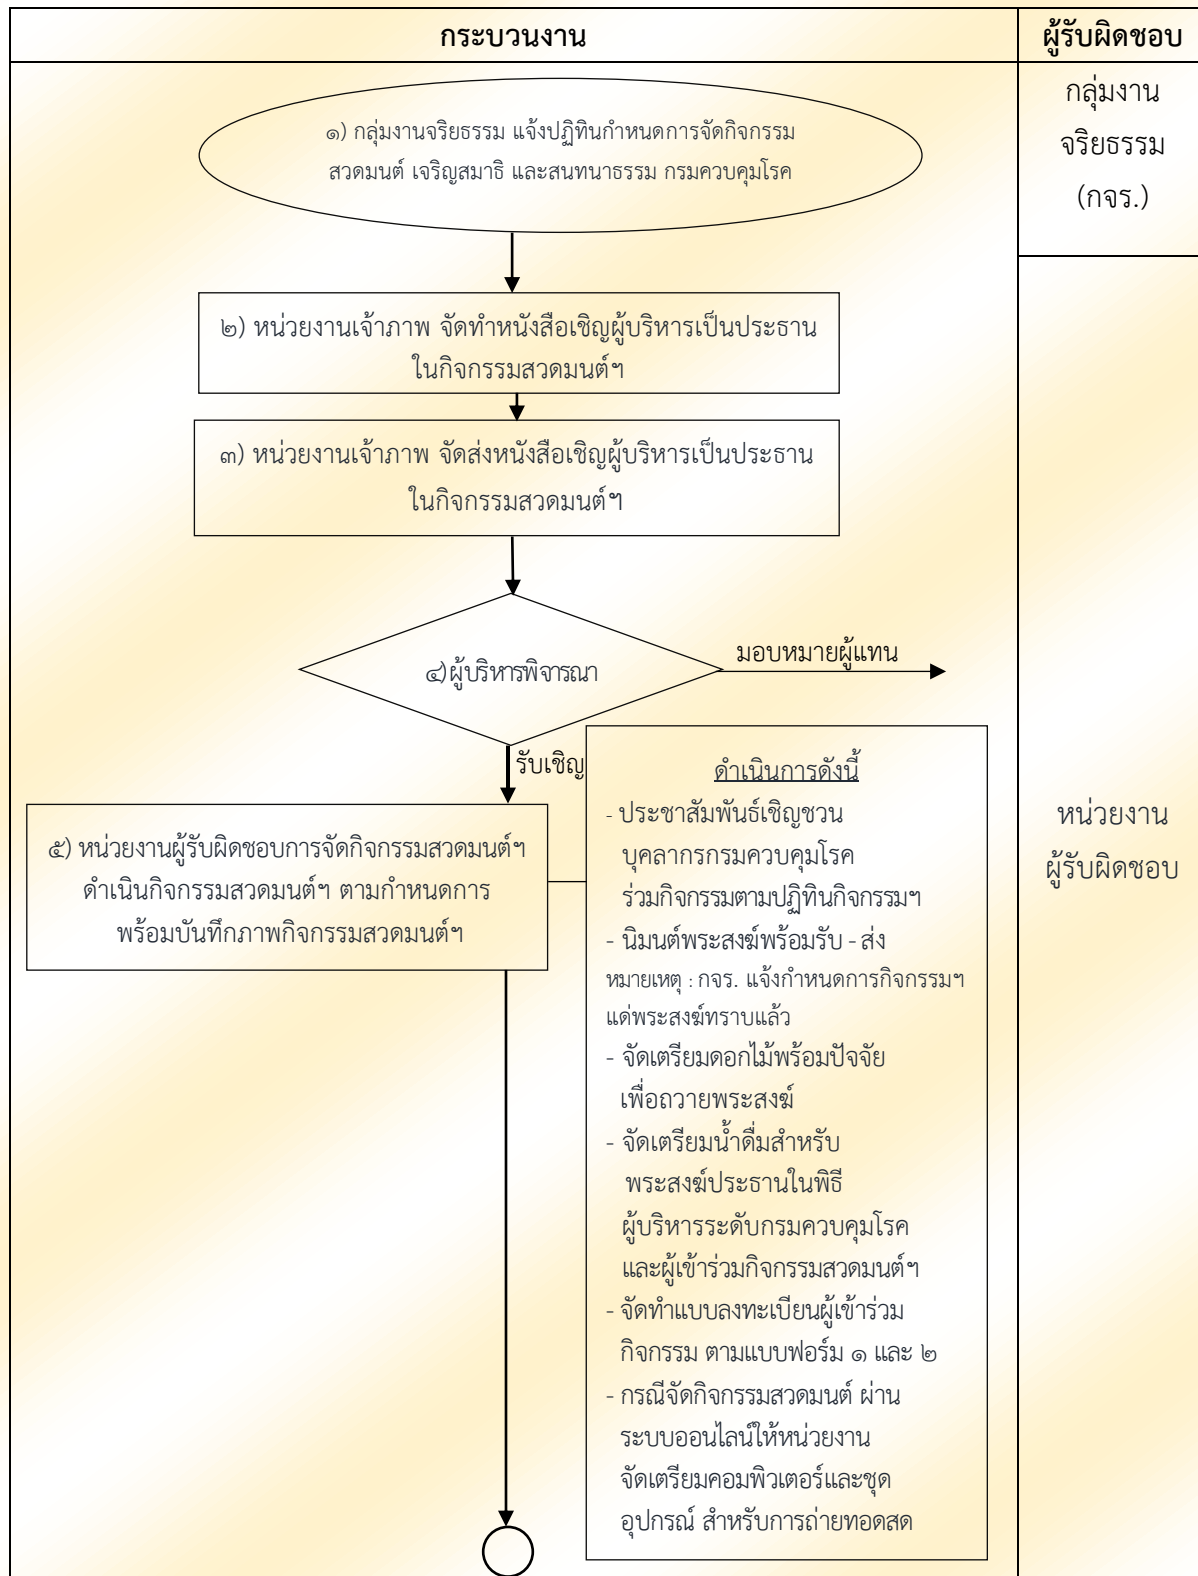 กระบวนงาน
ผู้รับผิดชอบ
๑) กลุ่มงานจริยธรรม แจ้งปฏิทินกำหนดการจัดกิจกรรม
สวดมนต์ เจริญสมาธิ และสนทนาธรรม กรมควบคุมโรค
กลุ่มงาน
จริยธรรม
(กจร.)
๒) หน่วยงานเจ้าภาพ จัดทำหนังสือเชิญผู้บริหารเป็นประธาน
ในกิจกรรมสวดมนต์ฯ
๓) หน่วยงานเจ้าภาพ จัดส่งหนังสือเชิญผู้บริหารเป็นประธาน
ในกิจกรรมสวดมนต์ฯ
๔)ผู้บริหารพิจารณา
มอบหมายผู้แทน
รับเชิญ
๕) หน่วยงานผู้รับผิดชอบการจัดกิจกรรมสวดมนต์ฯ
ดำเนินกิจกรรมสวดมนต์ฯ ตามกำหนดการ
พร้อมบันทึกภาพกิจกรรมสวดมนต์ฯ
ดำเนินการดังนี้
- ประชาสัมพันธ์เชิญชวน
บุคลากรกรมควบคุมโรค
ร่วมกิจกรรมตามปฏิทินกิจกรรมฯ
- นิมนต์พระสงฆ์พร้อมรับ - ส่ง
หมายเหตุ : กจร. แจ้งกำหนดการกิจกรรมฯ
แด่พระสงฆ์ทราบแล้ว
- จัดเตรียมดอกไม้พร้อมปัจจัย
เพื่อถวายพระสงฆ์
- จัดเตรียมน้ำดื่มสำหรับ
พระสงฆ์ประธานในพิธี
ผู้บริหารระดับกรมควบคุมโรค
และผู้เข้าร่วมกิจกรรมสวดมนต์ฯ
- จัดทำแบบลงทะเบียนผู้เข้าร่วม
กิจกรรม ตามแบบฟอร์ม ๑ และ ๒
- กรณีจัดกิจกรรมสวดมนต์ ผ่าน
ระบบออนไลน์ให้หน่วยงาน
จัดเตรียมคอมพิวเตอร์และชุด
อุปกรณ์ สำหรับการถ่ายทอดสด
หน่วยงาน
ผู้รับผิดชอบ